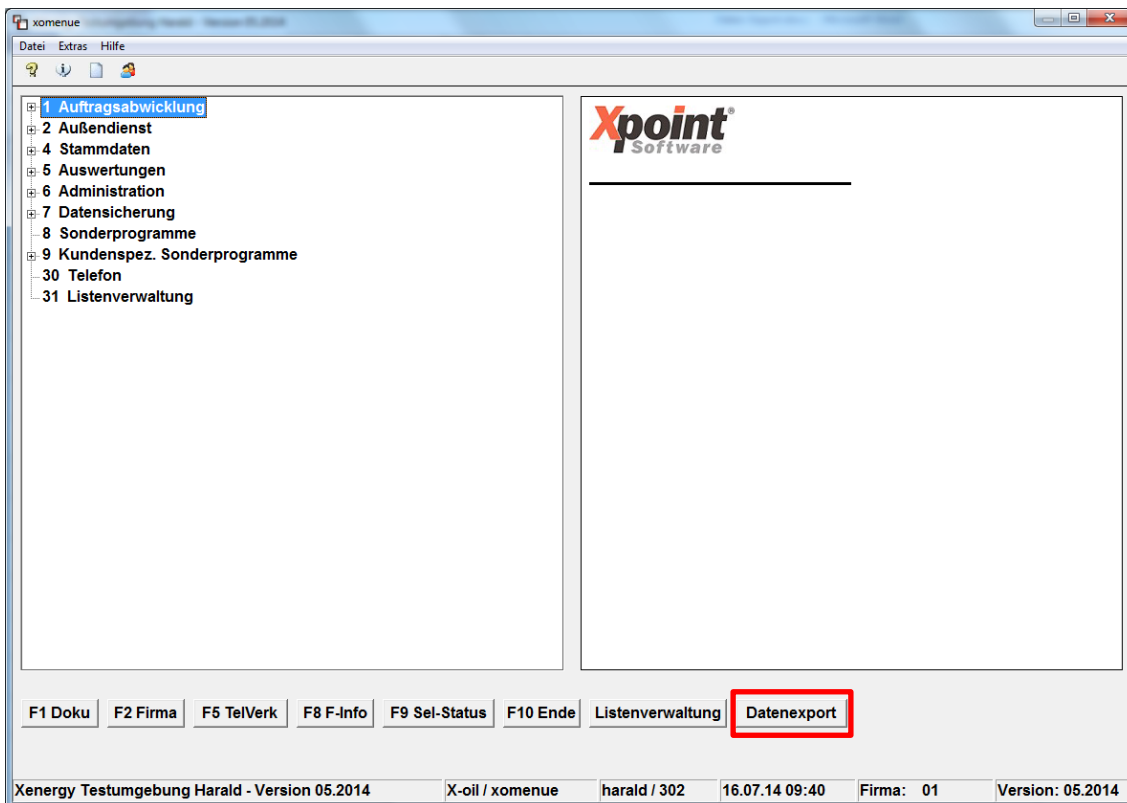 xomenue
Datei Extras Hilfe
1 Auftragsabwicklung
2 Außendienst
4 Stammdaten
5 Auswertungen
6 Administration
7 Datensicherung
8 Sonderprogramme
9 Kundenspez. Sonderprogramme
30 Telefon
31 Listenverwaltung
Xpoint®
Software
F1 Doku F2 Firma F5 TelVerk F8 F-Info F9 Sel-Status F10 Ende Listenverwaltung Datenexport
Xenergy Testumgebung Harald - Version 05.2014 X-oil / xomenue harald / 302 16.07.14 09:40 Firma: 01 Version: 05.2014